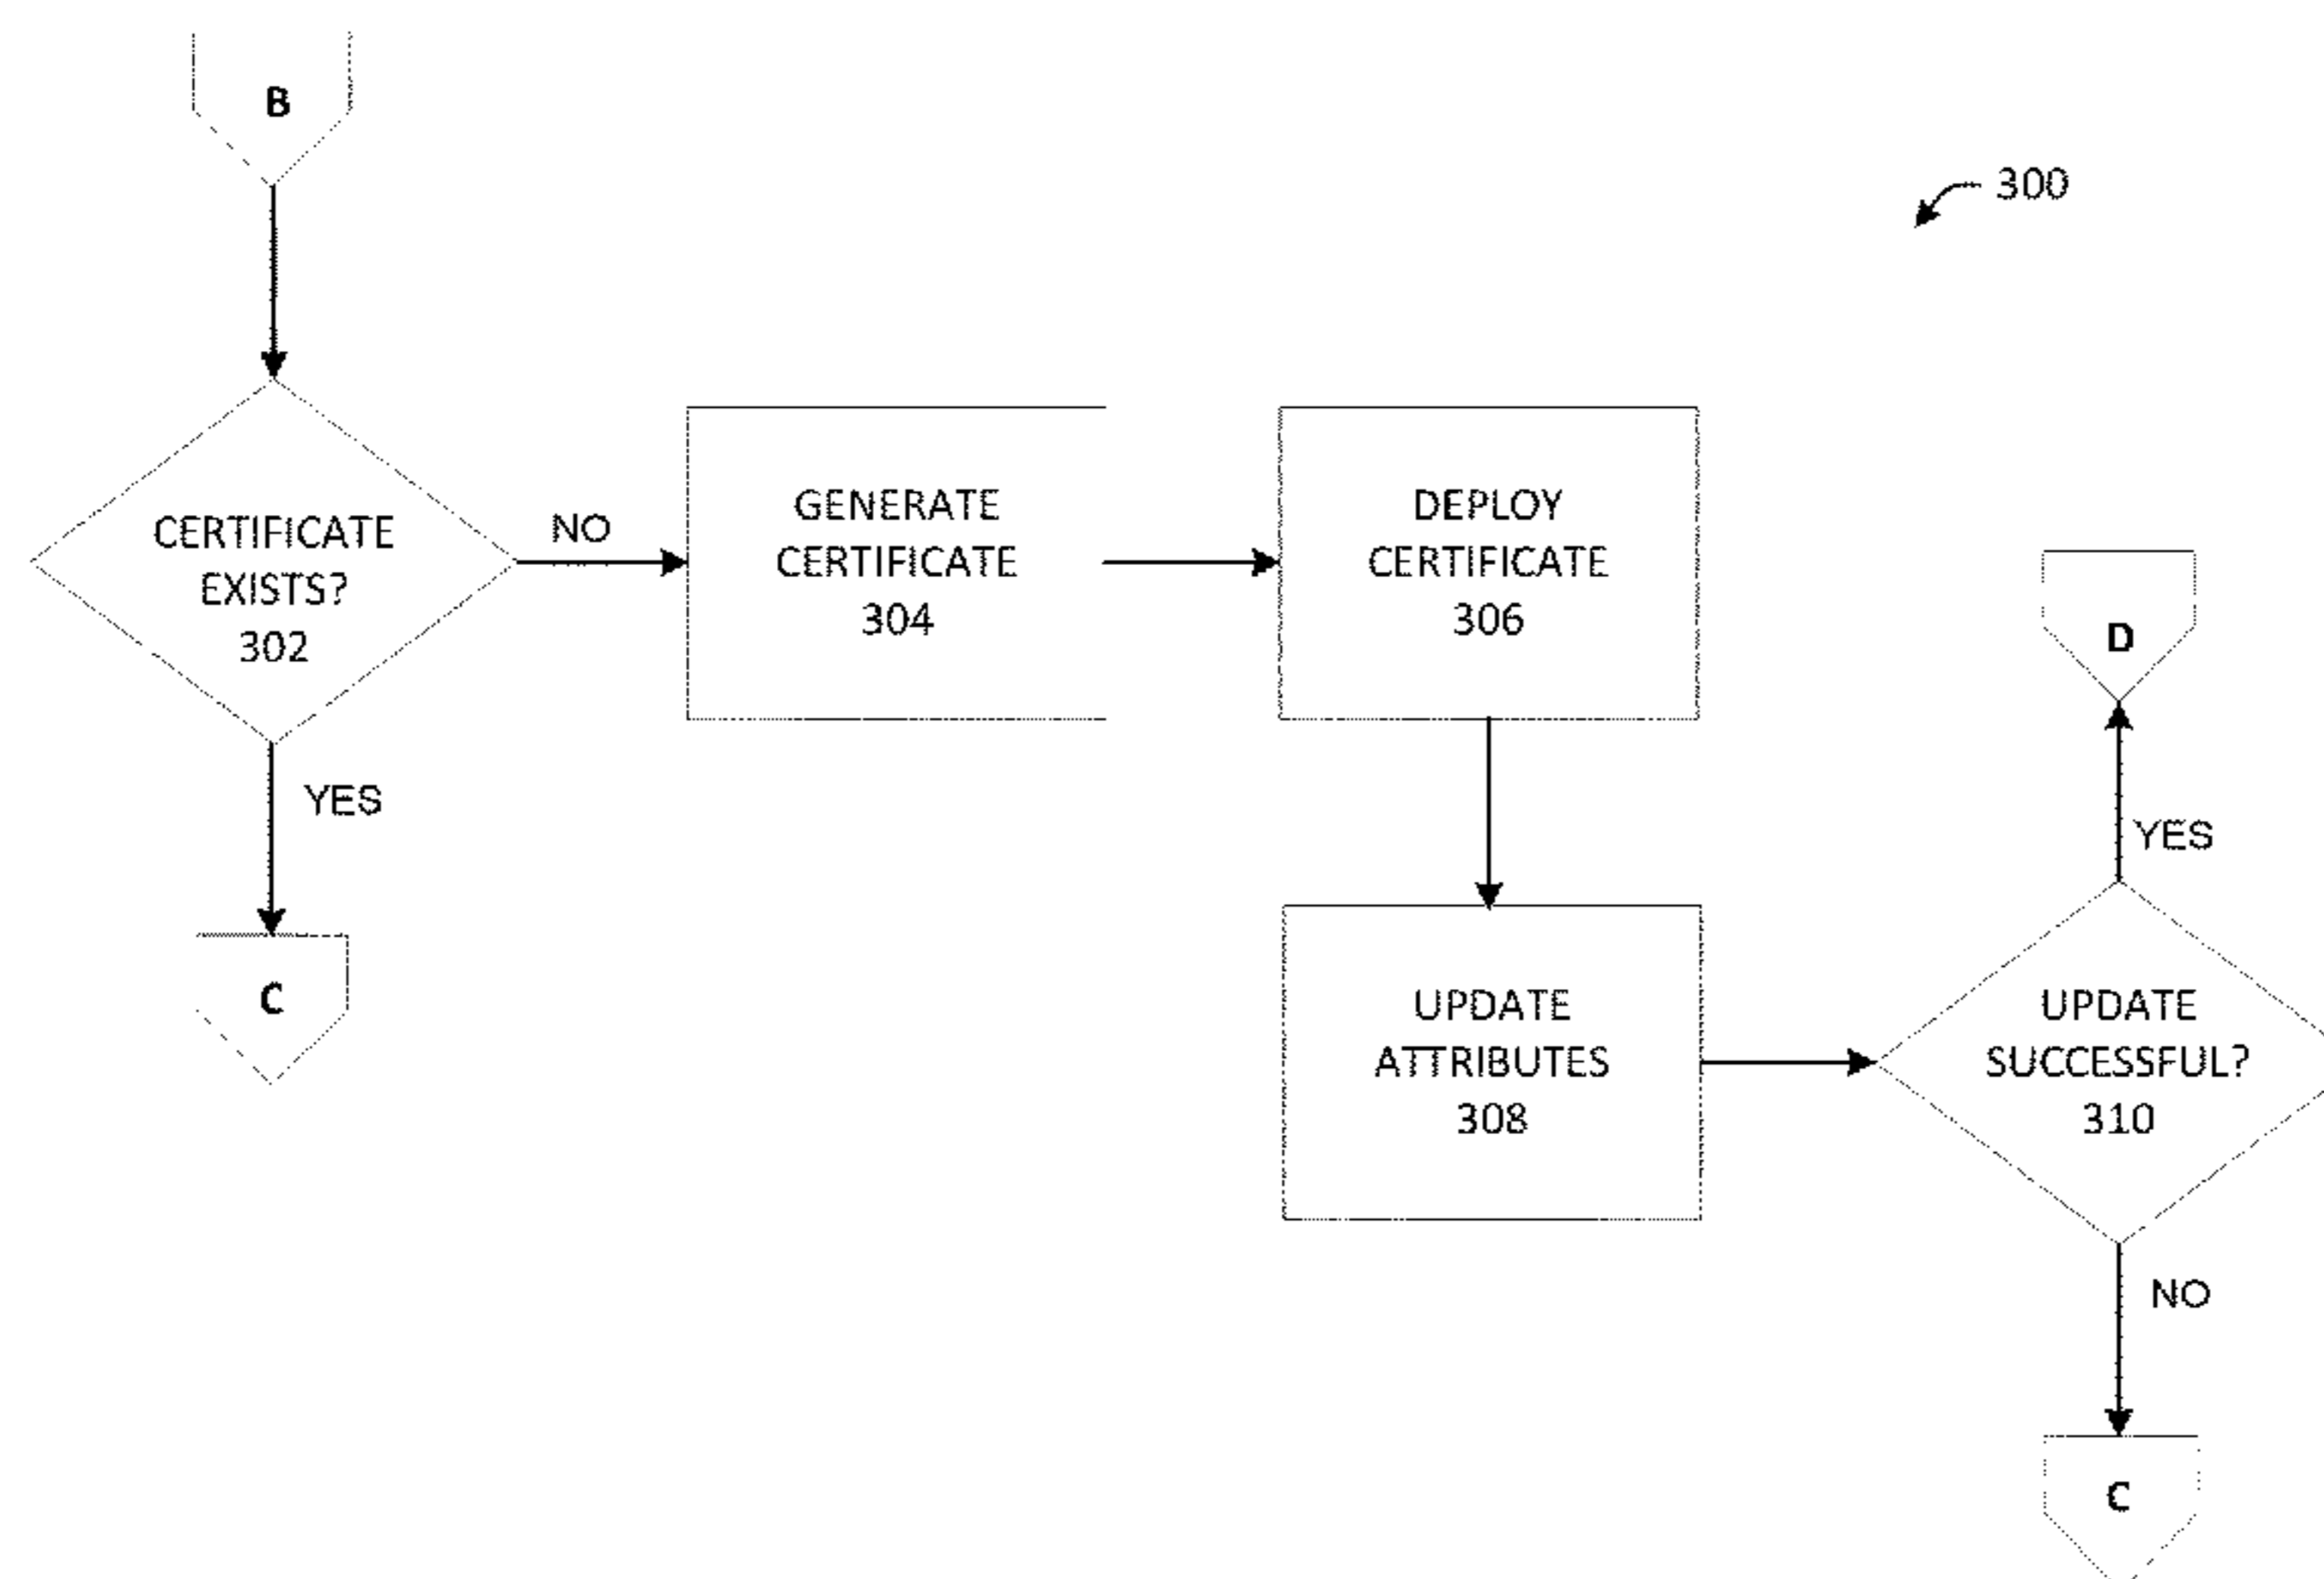 B
300
CERTIFICATE
EXISTS?
302
NO
GENERATE
CERTIFICATE
304
DEPLOY
CERTIFICATE
306
D
YES
C
UPDATE
ATTRIBUTES
308
YES
UPDATE
SUCCESSFUL?
310
NO
C